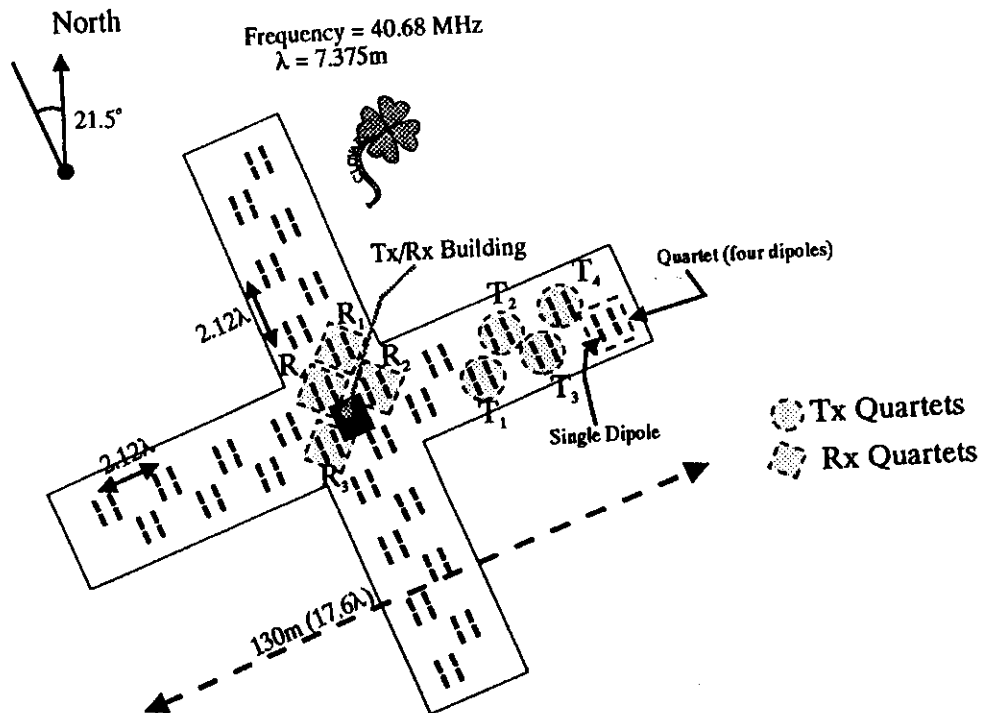 North
Frequency = 40.68 MHz
λ = 7.375m
21.5°
Tx/Rx Building
Quartet (four dipoles)
T₄
T₂
R₁
2.12λ
R₂
R₄
T₃
T₁
Single Dipole
Tx Quartets
R₃
2.12λ
Rx Quartets
130m (17.6λ)